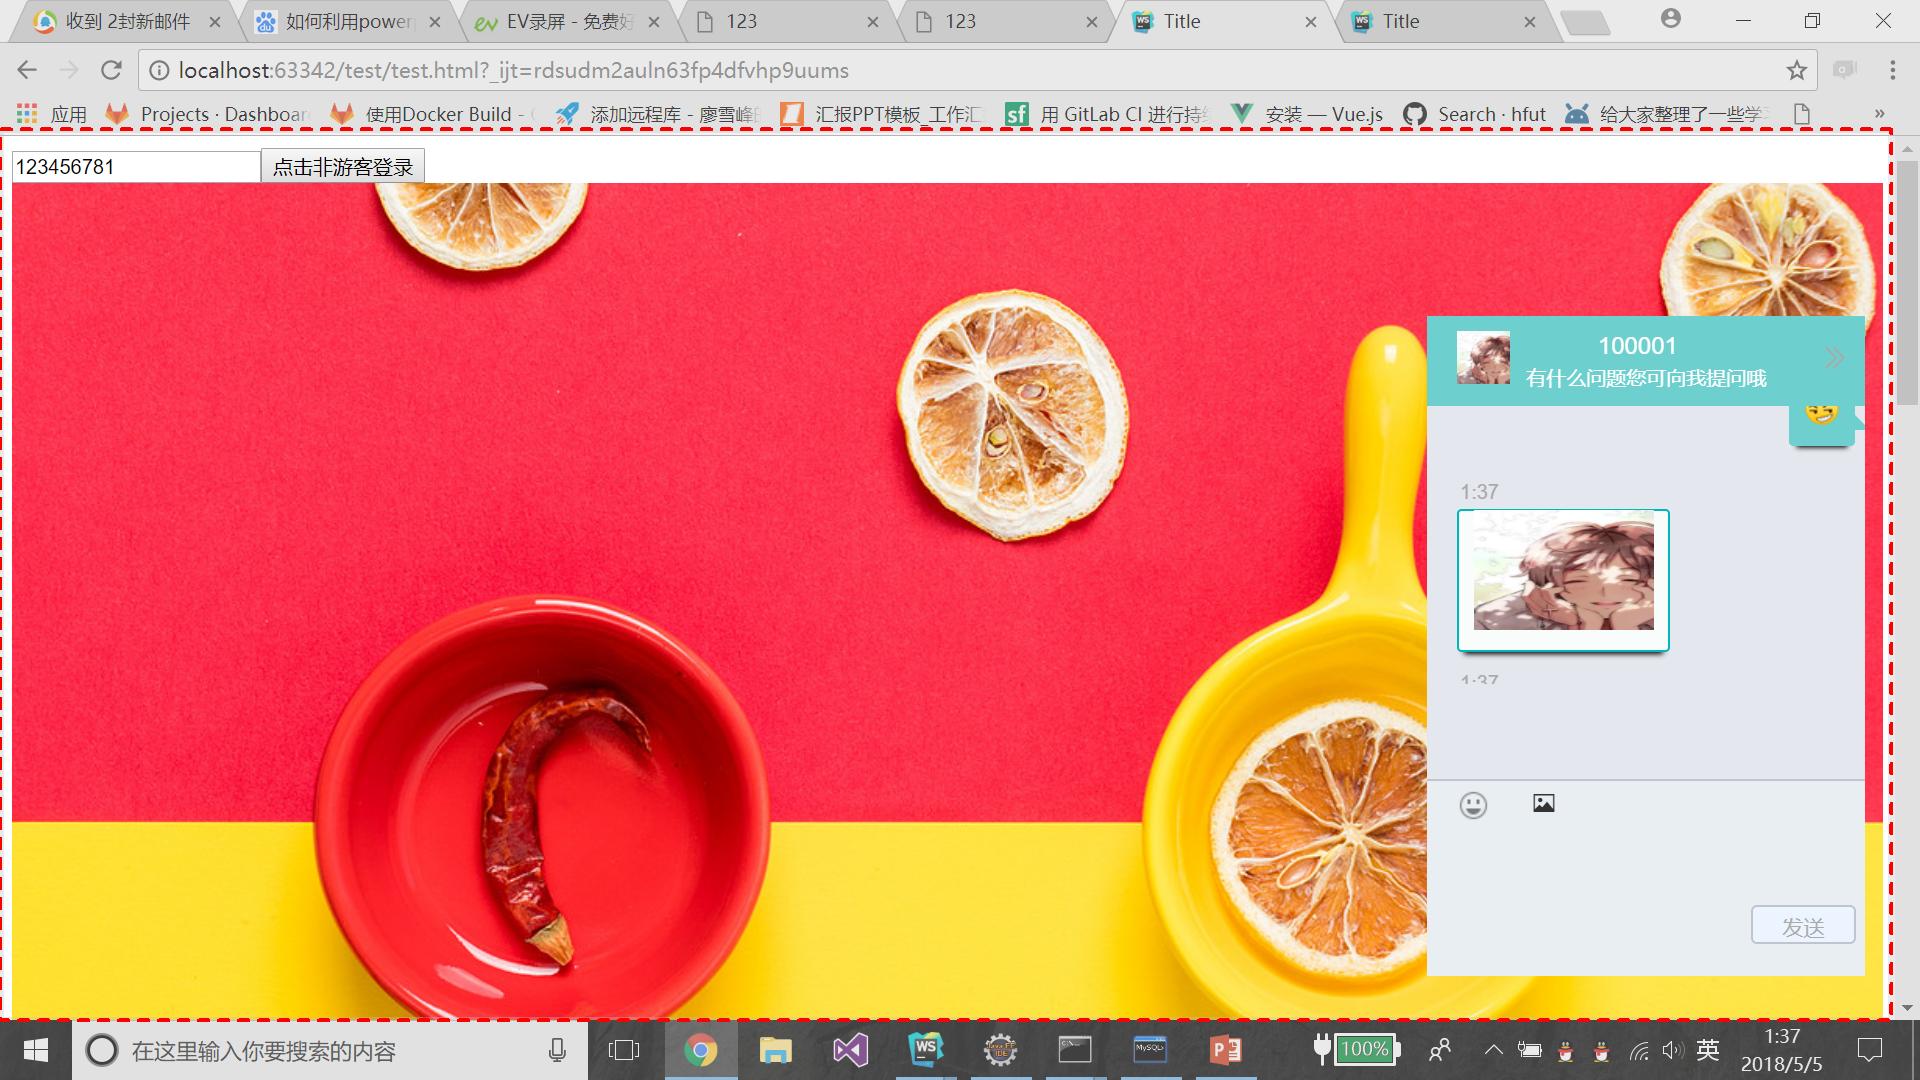 收到 2封新邮件
如何利用power
EV录屏 - 免费好
123
123
Title
Title
localhost:63342/test/test.html?_ijt=rdsudm2auln63fp4dfvhp9uums
应用
Projects · Dashboar
使用Docker Build -
添加远程库 - 廖雪峰
汇报PPT模板_工作汇
用 GitLab CI 进行持
安装 — Vue.js
Search · hfut
给大家整理了一些学
»
123456781
点击非游客登录
100001
有什么问题您可向我提问哦
1:37
1:37
发送
在这里输入你要搜索的内容
100%
英
1:37
2018/5/5